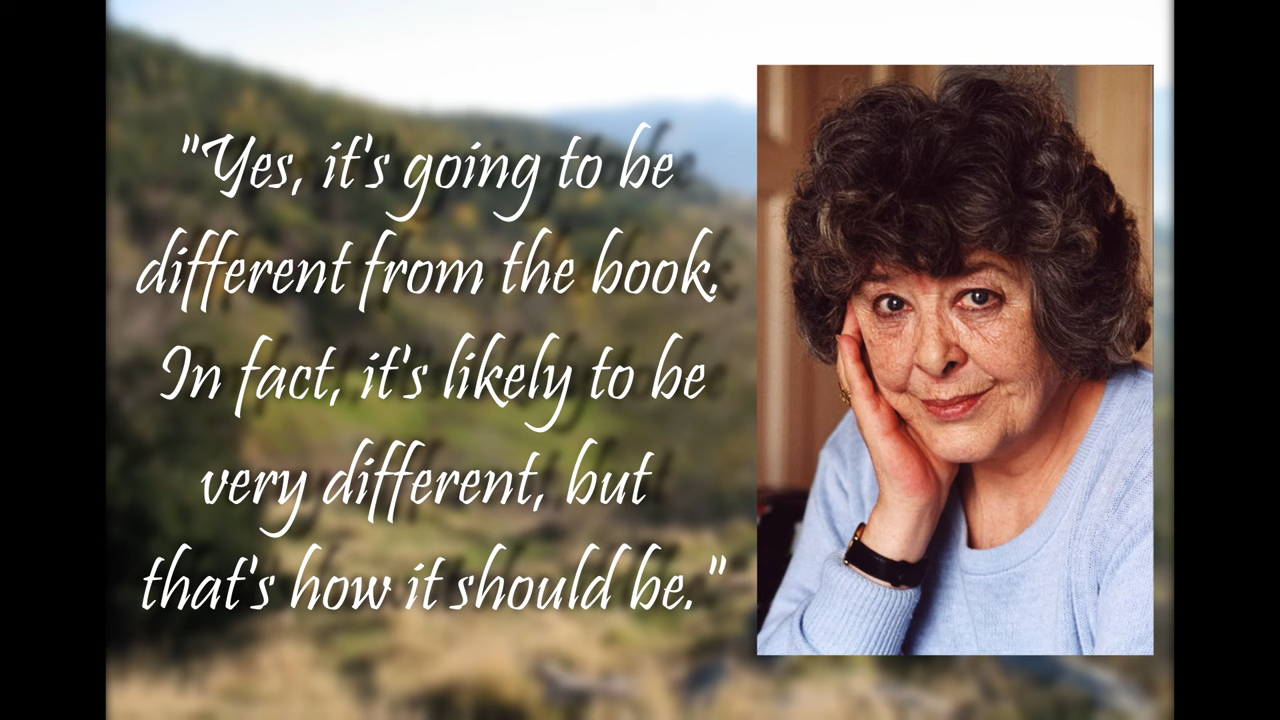 "Yes, it's going to be
different from the book.
In fact, it's likely to be
very different, but
that's how it should be."